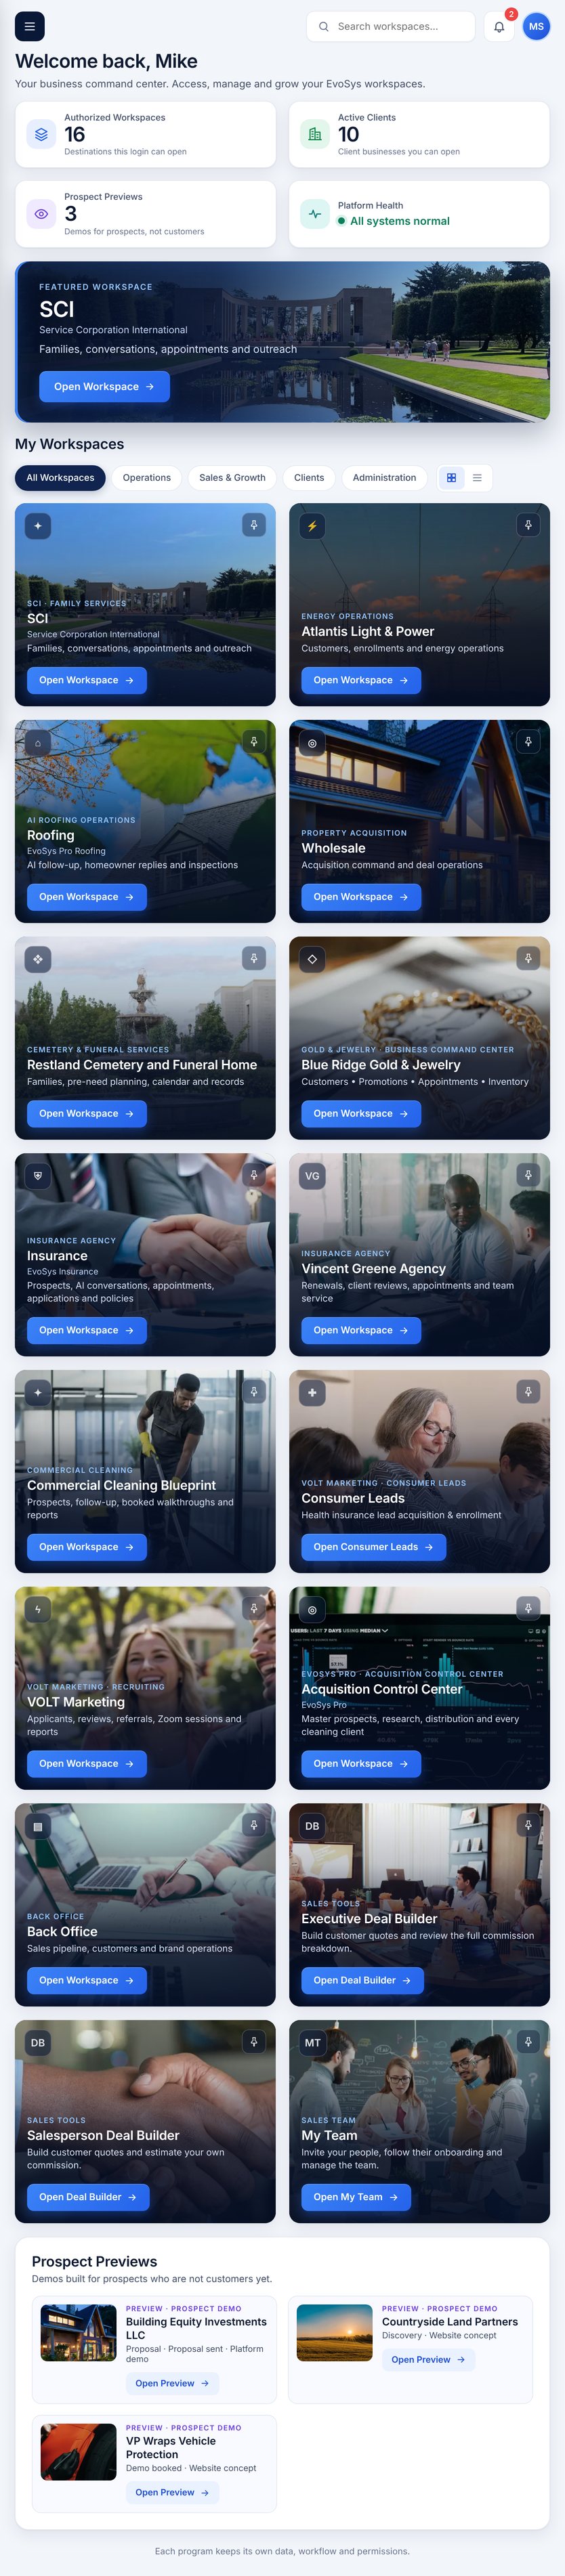 Search workspaces...
2
MS
Welcome back, Mike
Your business command center. Access, manage and grow your EvoSys workspaces.
Authorized Workspaces
16
Destinations this login can open
Active Clients
10
Client businesses you can open
Prospect Previews
3
Demos for prospects, not customers
Platform Health
All systems normal
FEATURED WORKSPACE
SCI
Service Corporation International
Families, conversations, appointments and outreach
Open Workspace →
My Workspaces
All Workspaces
Operations
Sales & Growth
Clients
Administration
SCI · FAMILY SERVICES
SCI
Service Corporation International
Families, conversations, appointments and outreach
Open Workspace →
ENERGY OPERATIONS
Atlantis Light & Power
Customers, enrollments and energy operations
Open Workspace →
AI ROOFING OPERATIONS
Roofing
EvoSys Pro Roofing
AI follow-up, homeowner replies and inspections
Open Workspace →
PROPERTY ACQUISITION
Wholesale
Acquisition command and deal operations
Open Workspace →
CEMETERY & FUNERAL SERVICES
Restland Cemetery and Funeral Home
Families, pre-need planning, calendar and records
Open Workspace →
GOLD & JEWELRY · BUSINESS COMMAND CENTER
Blue Ridge Gold & Jewelry
Customers • Promotions • Appointments • Inventory
Open Workspace →
INSURANCE AGENCY
Insurance
EvoSys Insurance
Prospects, AI conversations, appointments,
applications and policies
Open Workspace →
VG
INSURANCE AGENCY
Vincent Greene Agency
Renewals, client reviews, appointments and team
service
Open Workspace →
COMMERCIAL CLEANING
Commercial Cleaning Blueprint
Prospects, follow-up, booked walkthroughs and
reports
Open Workspace →
VOLT MARKETING · CONSUMER LEADS
Consumer Leads
Health insurance lead acquisition & enrollment
Open Consumer Leads →
VOLT MARKETING · RECRUITING
VOLT Marketing
Applicants, reviews, referrals, Zoom sessions and
reports
Open Workspace →
USERS: LAST 7 DAYS USING MEDIAN
57.1%
EVOSYS PRO · ACQUISITION CONTROL CENTER
Acquisition Control Center
EvoSys Pro
Master prospects, research, distribution and every
cleaning client
Open Workspace →
BACK OFFICE
Back Office
Sales pipeline, customers and brand operations
Open Workspace →
DB
SALES TOOLS
Executive Deal Builder
Build customer quotes and review the full commission
breakdown.
Open Deal Builder →
DB
SALES TOOLS
Salesperson Deal Builder
Build customer quotes and estimate your own
commission.
Open Deal Builder →
MT
SALES TEAM
My Team
Invite your people, follow their onboarding and
manage the team.
Open My Team →
Prospect Previews
Demos built for prospects who are not customers yet.
PREVIEW · PROSPECT DEMO
Building Equity Investments
LLC
Proposal · Proposal sent · Platform
demo
Open Preview →
PREVIEW · PROSPECT DEMO
Countryside Land Partners
Discovery · Website concept
Open Preview →
PREVIEW · PROSPECT DEMO
VP Wraps Vehicle
Protection
Demo booked · Website concept
Open Preview →
Each program keeps its own data, workflow and permissions.